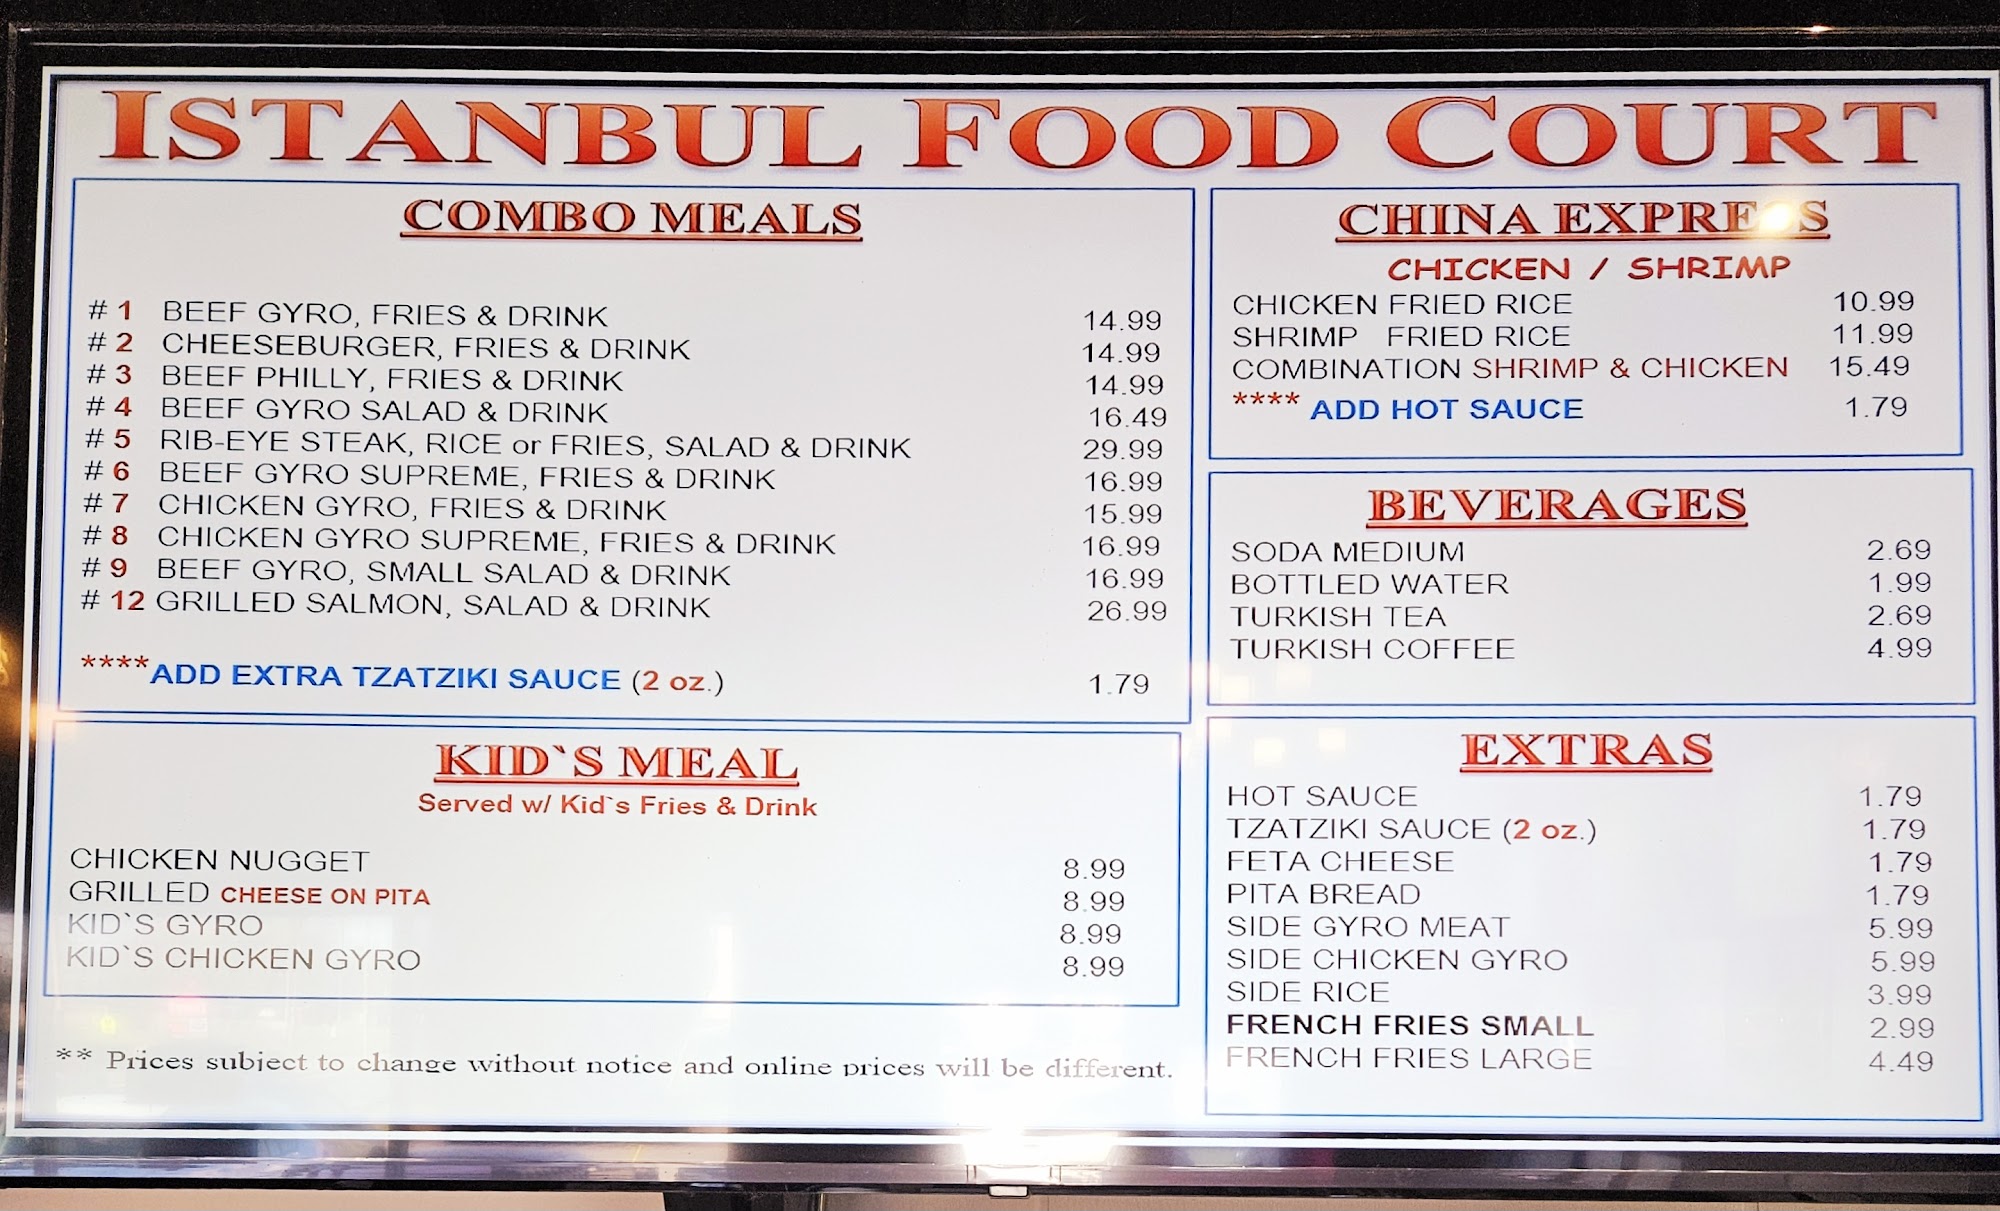 ISTANBUL FOOD COURT
COMBO MEALS
# 1 BEEF GYRO, FRIES & DRINK 14.99
# 2 CHEESEBURGER, FRIES & DRINK 14.99
# 3 BEEF PHILLY, FRIES & DRINK 14.99
# 4 BEEF GYRO SALAD & DRINK 16.49
# 5 RIB-EYE STEAK, RICE or FRIES, SALAD & DRINK 29.99
# 6 BEEF GYRO SUPREME, FRIES & DRINK 16.99
# 7 CHICKEN GYRO, FRIES & DRINK 15.99
# 8 CHICKEN GYRO SUPREME, FRIES & DRINK 16.99
# 9 BEEF GYRO, SMALL SALAD & DRINK 16.99
# 12 GRILLED SALMON, SALAD & DRINK 26.99
****ADD EXTRA TZATZIKI SAUCE (2 oz.) 1.79
KID`S MEAL
Served w/ Kid`s Fries & Drink
CHICKEN NUGGET 8.99
GRILLED CHEESE ON PITA 8.99
KID`S GYRO 8.99
KID`S CHICKEN GYRO 8.99
** Prices subject to change without notice and online prices will be different.
CHINA EXPRESS
CHICKEN / SHRIMP
CHICKEN FRIED RICE 10.99
SHRIMP FRIED RICE 11.99
COMBINATION SHRIMP & CHICKEN 15.49
**** ADD HOT SAUCE 1.79
BEVERAGES
SODA MEDIUM 2.69
BOTTLED WATER 1.99
TURKISH TEA 2.69
TURKISH COFFEE 4.99
EXTRAS
HOT SAUCE 1.79
TZATZIKI SAUCE (2 oz.) 1.79
FETA CHEESE 1.79
PITA BREAD 1.79
SIDE GYRO MEAT 5.99
SIDE CHICKEN GYRO 5.99
SIDE RICE 3.99
FRENCH FRIES SMALL 2.99
FRENCH FRIES LARGE 4.49